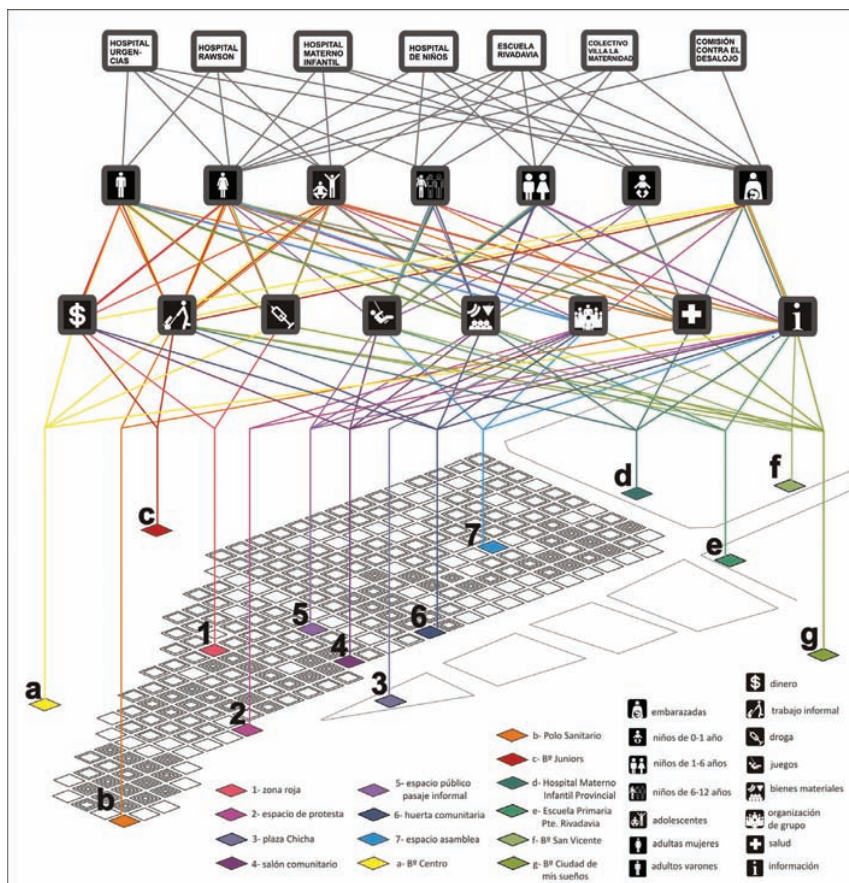 HOSPITAL
URGEN-
CIAS
HOSPITAL
RAWSON
HOSPITAL
MATERNO
INFANTIL
HOSPITAL
DE NIÑOS
ESCUELA
RIVADAVIA
COLECTIVO
VILLA LA
MATERNIDAD
COMISIÓN
CONTRA EL
DESALOJO
$
i
c
d
f
7
e
5
1
6
4
g
a
3
2
b
$ dinero
embarazadas
trabajo informal
b- Polo Sanitario
niños de 0-1 año
droga
c- Bº Juniors
niños de 1-6 años
juegos
1- zona roja
5- espacio público
pasaje informal
d- Hospital Materno
Infantil Provincial
niños de 6-12 años
bienes materiales
2- espacio de protesta
6- huerta comunitaria
e- Escuela Primaria
Pte. Rivadavia
adolescentes
organización
de grupo
3- plaza Chicha
7- espacio asamblea
f- Bº San Vicente
adultas mujeres
salud
4- salón comunitario
a- Bº Centro
g- Bº Ciudad de
mis sueños
adultos varones
i información